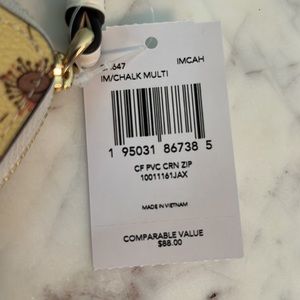 647 IMCAH
IM/CHALK MULTI
1 95031 86738 5
CF PVC CRN ZIP
10011161JAX
MADE IN VIETNAM
COMPARABLE VALUE
$88.00